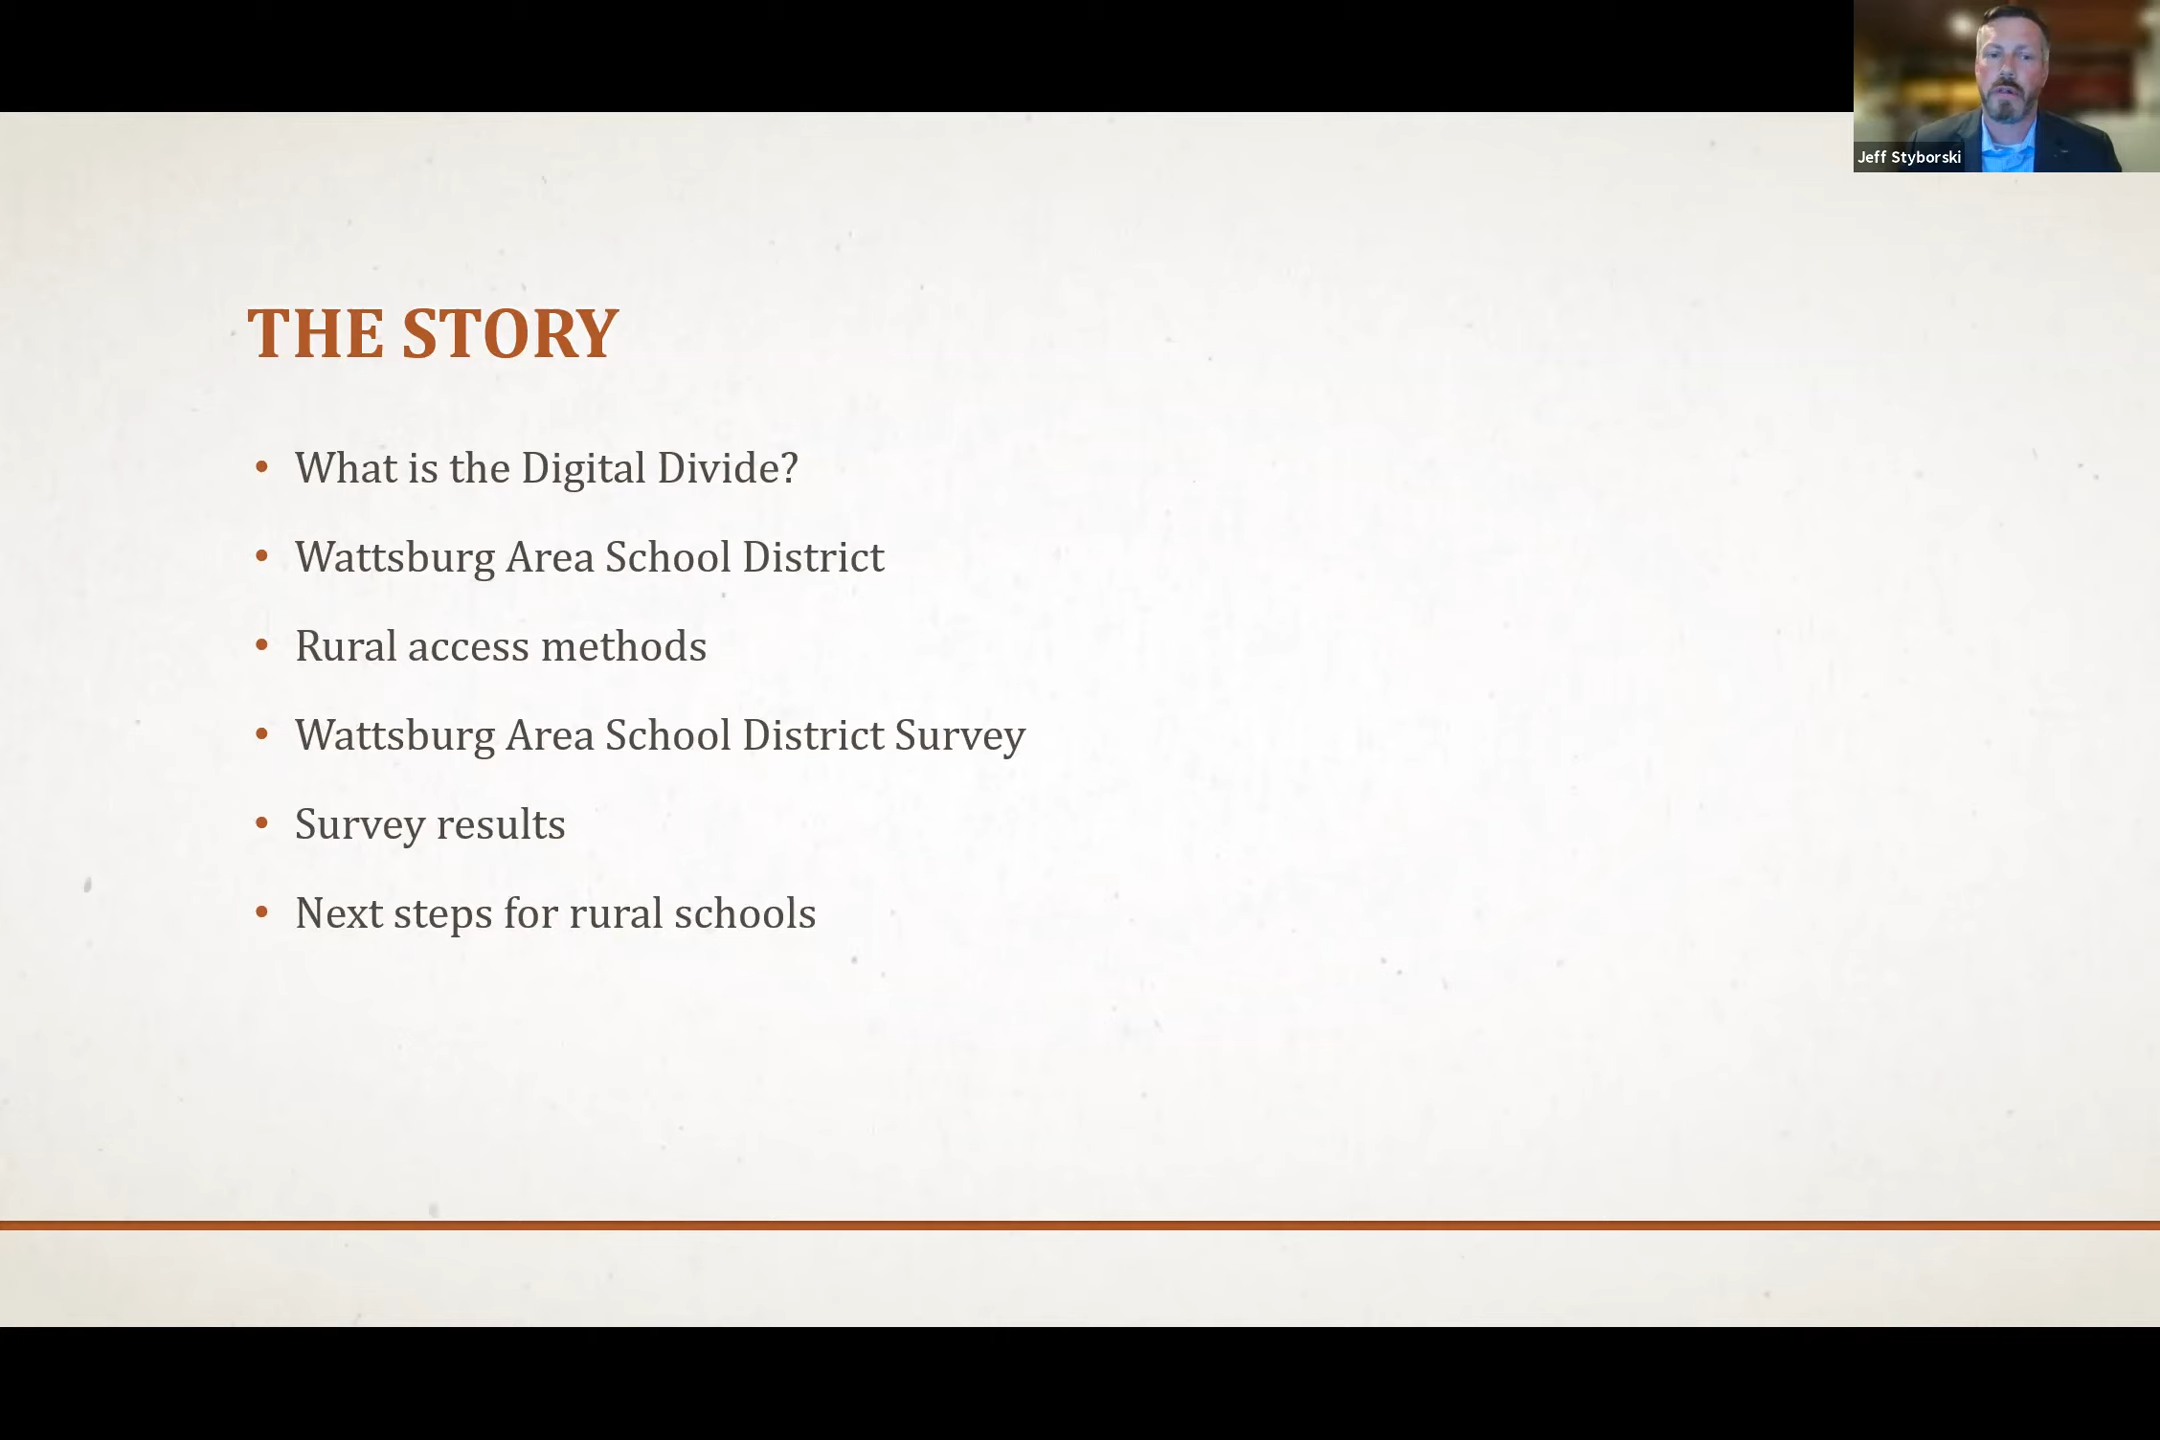 Jeff Styborski
THE STORY
• What is the Digital Divide?
• Wattsburg Area School District
• Rural access methods
• Wattsburg Area School District Survey
• Survey results
• Next steps for rural schools